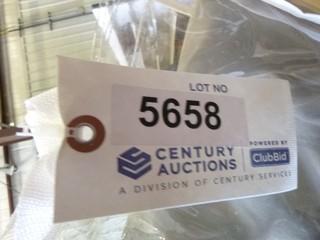 LOT NO
5658
CENTURY
AUCTIONS
POWERED BY
ClubBid
A DIVISION OF CENTURY SERVICES